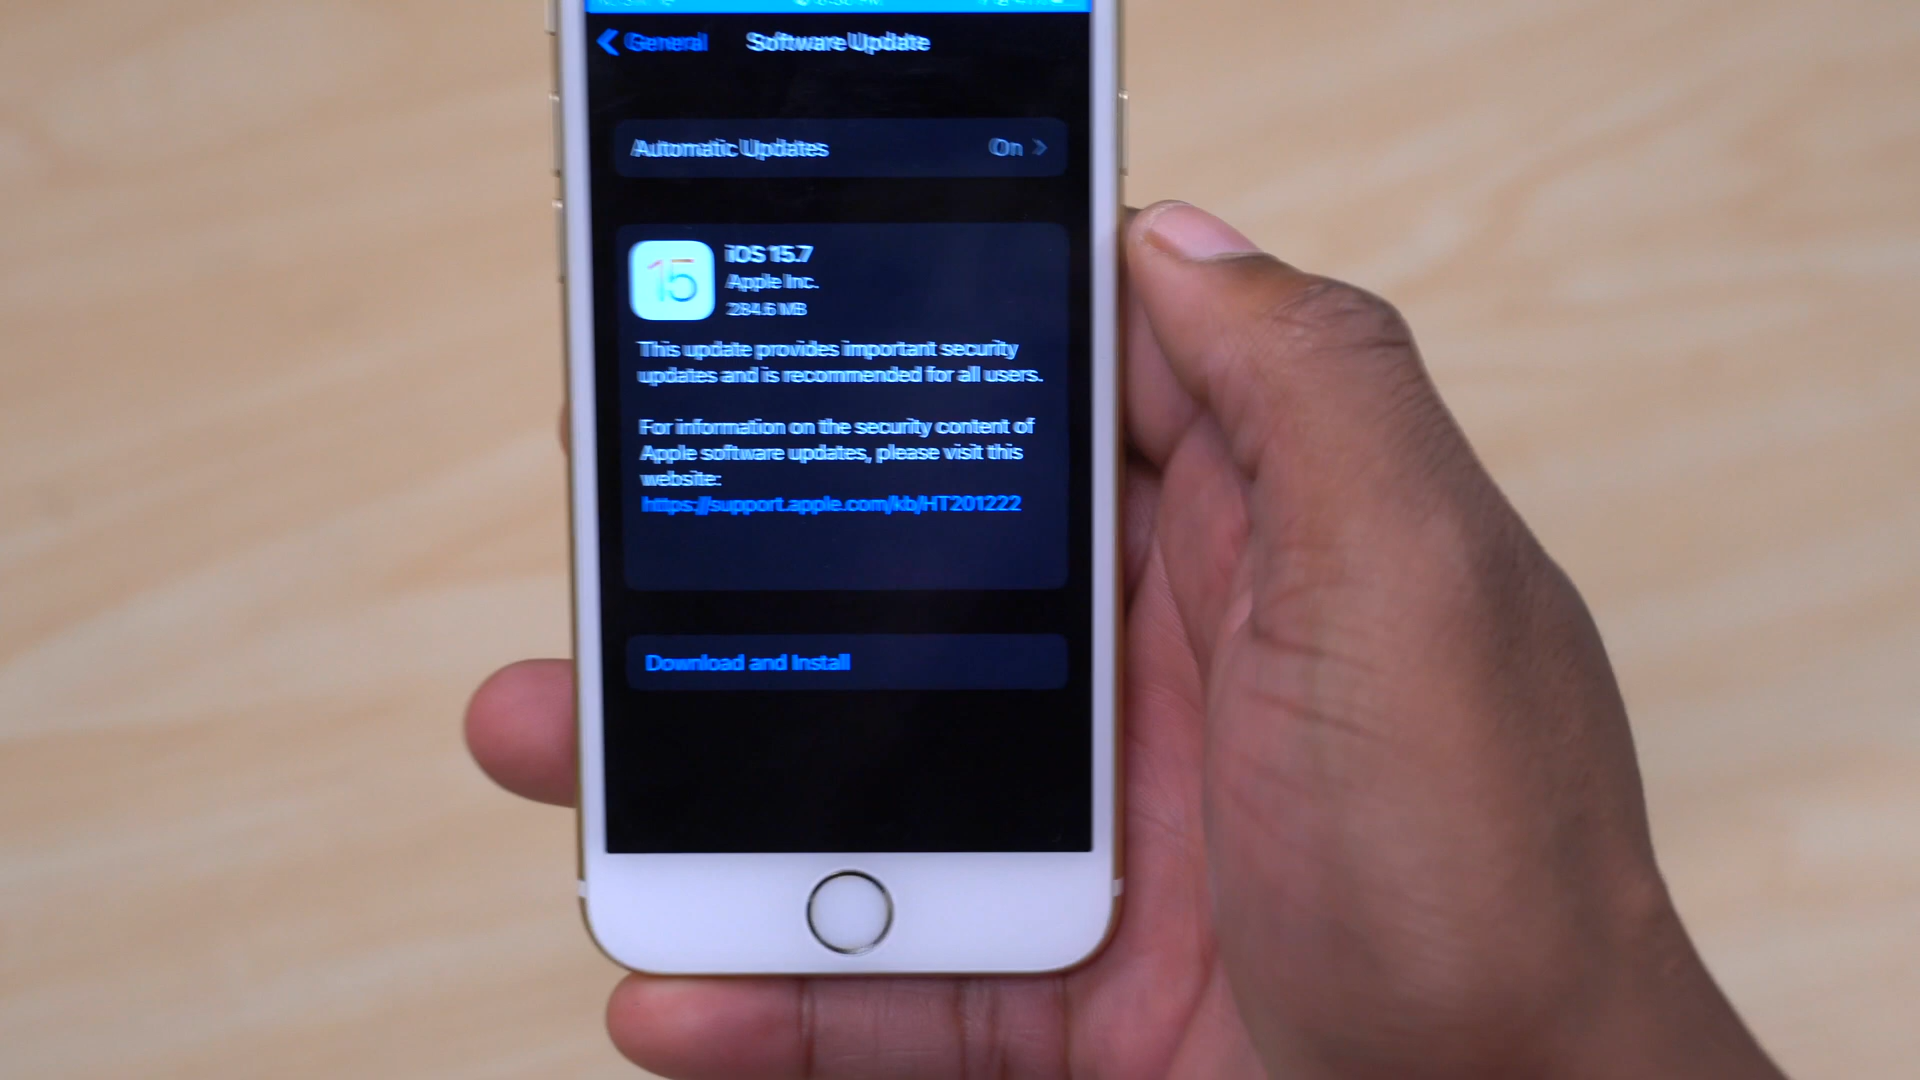 General
Software Update
Automatic Updates
On
15
iOS 15.7
Apple Inc.
284.6 MB
This update provides important security
updates and is recommended for all users.
For information on the security content of
Apple software updates, please visit this
website:
https://support.apple.com/kb/HT201222
Download and Install